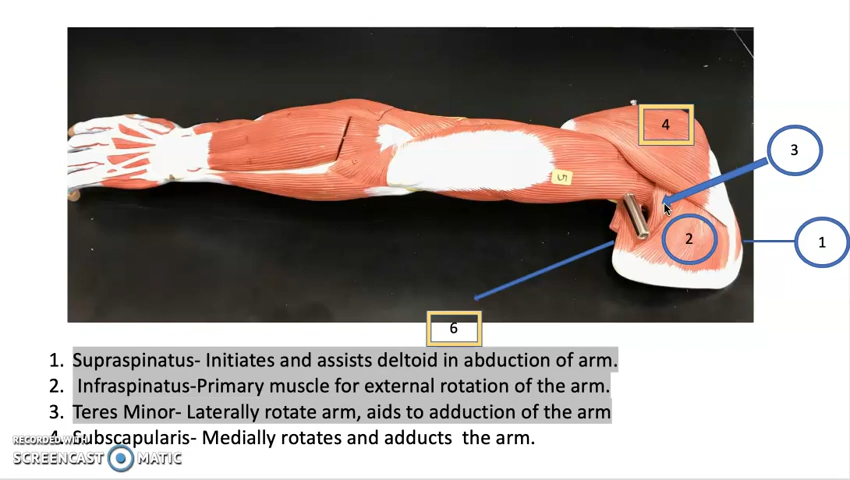 4
3
5
2
1
6
1. Supraspinatus- Initiates and assists deltoid in abduction of arm.
2. Infraspinatus-Primary muscle for external rotation of the arm.
3. Teres Minor- Laterally rotate arm, aids to adduction of the arm
4. Subscapularis- Medially rotates and adducts the arm.
RECORDED WITH
SCREENCAST MATIC